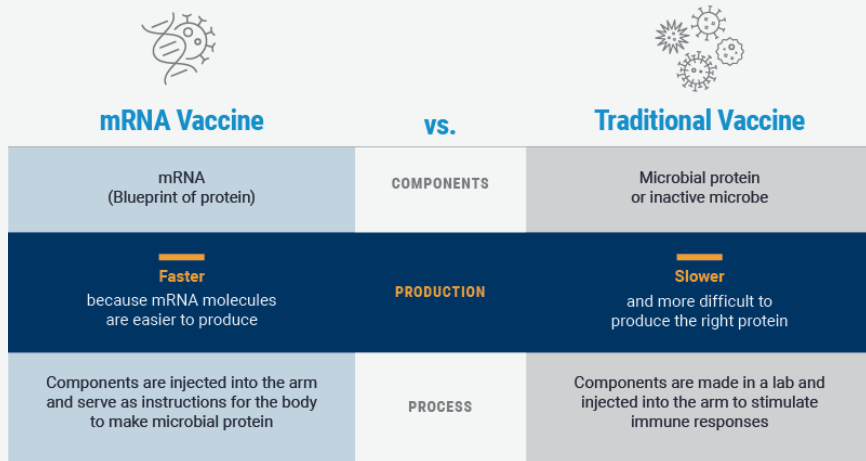 mRNA Vaccine
vs.
Traditional Vaccine
mRNA
(Blueprint of protein)
COMPONENTS
Microbial protein
or inactive microbe
Faster
because mRNA molecules
are easier to produce
PRODUCTION
Slower
and more difficult to
produce the right protein
Components are injected into the arm
and serve as instructions for the body
to make microbial protein
PROCESS
Components are made in a lab and
injected into the arm to stimulate
immune responses